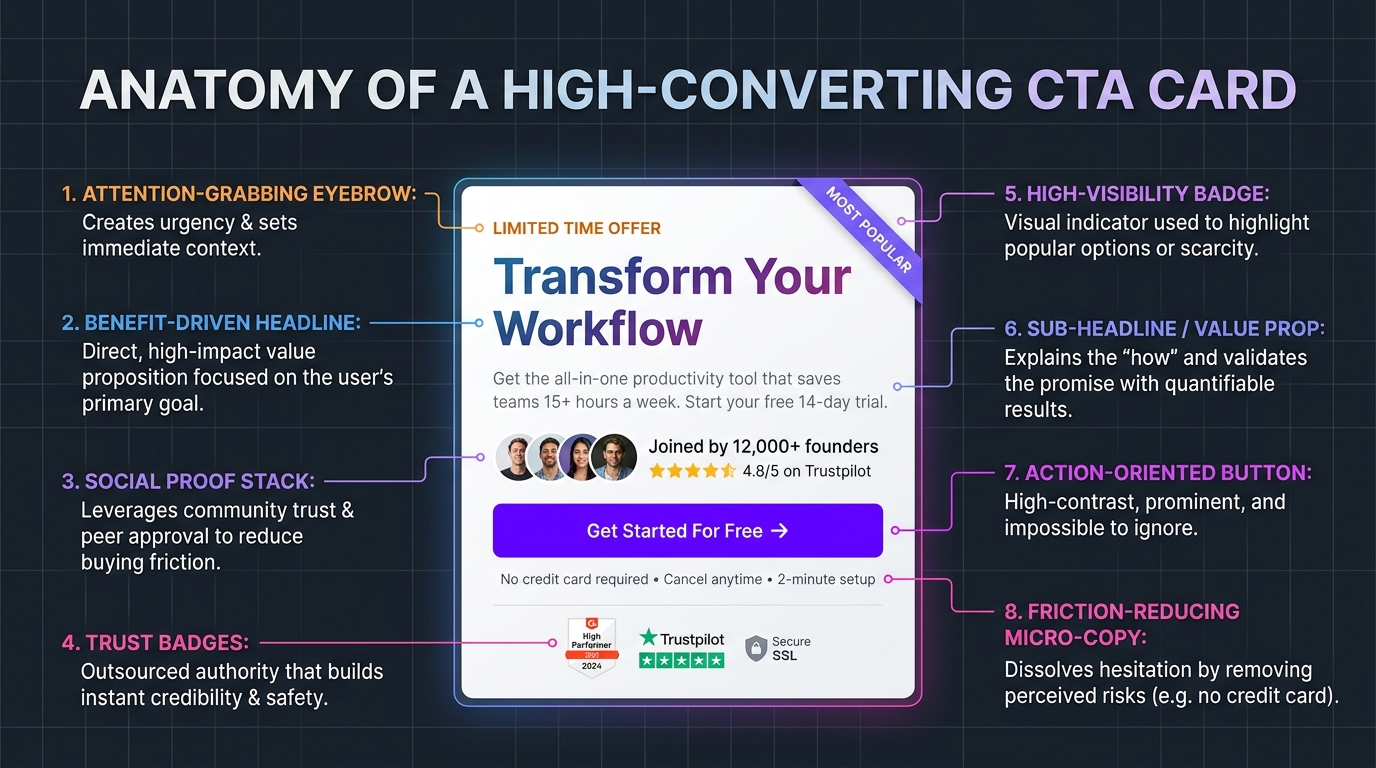 ANATOMY OF A HIGH-CONVERTING CTA CARD
1. ATTENTION-GRABBING EYEBROW:
Creates urgency & sets
immediate context.
2. BENEFIT-DRIVEN HEADLINE:
Direct, high-impact value
proposition focused on the user's
primary goal.
3. SOCIAL PROOF STACK:
Leverages community trust &
peer approval to reduce
buying friction.
4. TRUST BADGES:
Outsourced authority that builds
instant credibility & safety.
MOST POPULAR
LIMITED TIME OFFER
Transform Your
Workflow
Get the all-in-one productivity tool that saves
teams 15+ hours a week. Start your free 14-day trial.
Joined by 12,000+ founders
4.8/5 on Trustpilot
Get Started For Free →
No credit card required • Cancel anytime • 2-minute setup
High
2024
Trustpilot
Secure
SSL
5. HIGH-VISIBILITY BADGE:
Visual indicator used to highlight
popular options or scarcity.
6. SUB-HEADLINE / VALUE PROP:
Explains the “how” and validates
the promise with quantifiable
results.
7. ACTION-ORIENTED BUTTON:
High-contrast, prominent, and
impossible to ignore.
8. FRICTION-REDUCING
MICRO-COPY:
Dissolves hesitation by removing
perceived risks (e.g. no credit card).